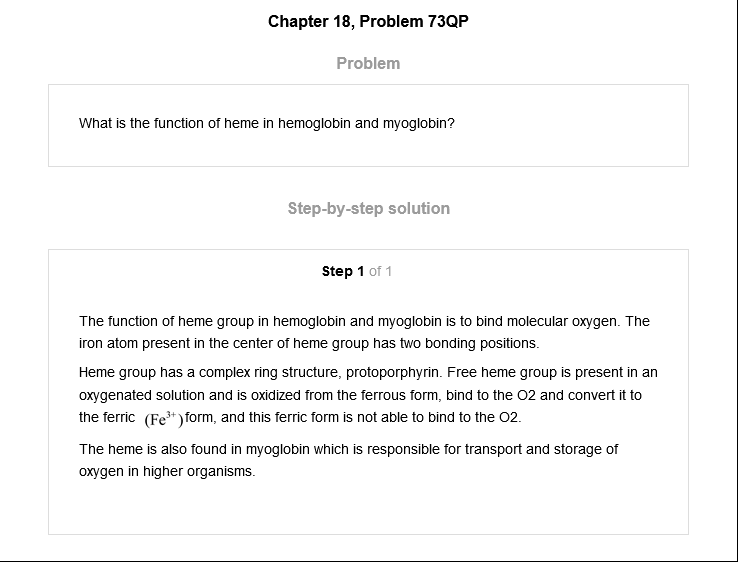 Chapter 18, Problem 73QP
Problem
What is the function of heme in hemoglobin and myoglobin?
Step-by-step solution
Step 1 of 1
The function of heme group in hemoglobin and myoglobin is to bind molecular oxygen. The
iron atom present in the center of heme group has two bonding positions.
Heme group has a complex ring structure, protoporphyrin. Free heme group is present in an
oxygenated solution and is oxidized from the ferrous form, bind to the O2 and convert it to
the ferric (Fe³⁺)form, and this ferric form is not able to bind to the O2.
The heme is also found in myoglobin which is responsible for transport and storage of
oxygen in higher organisms.